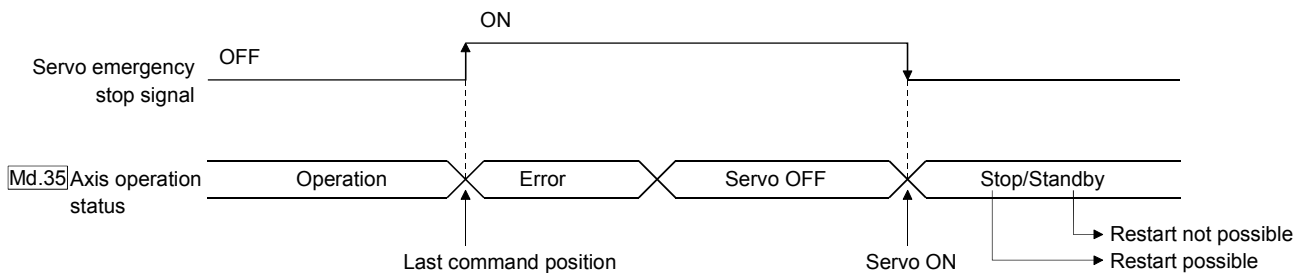 ON
OFF
Servo emergency
stop signal
Md.35 Axis operation
status
Operation
Error
Servo OFF
Stop/Standby
Restart not possible
Last command position
Servo ON
Restart possible